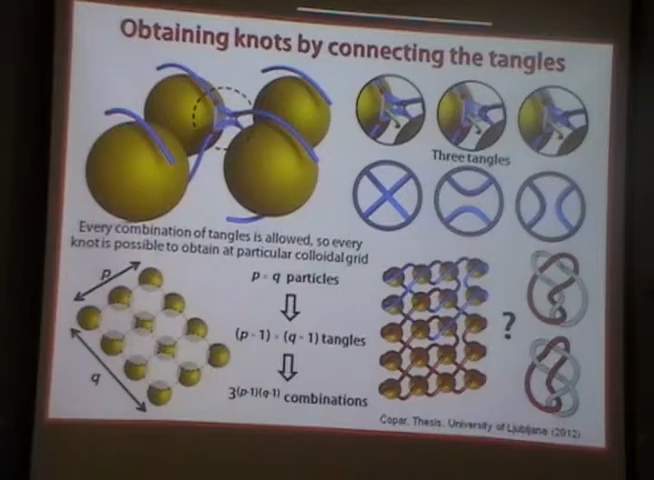 Obtaining knots by connecting the tangles
Three tangles
Every combination of tangles is allowed, so every
knot is possible to obtain at particular colloidal grid
p
q
p × q particles
(p - 1) × (q - 1) tangles
3(p-1)(q-1) combinations
?
Copar, Thesis, University of Ljubljana (2012)